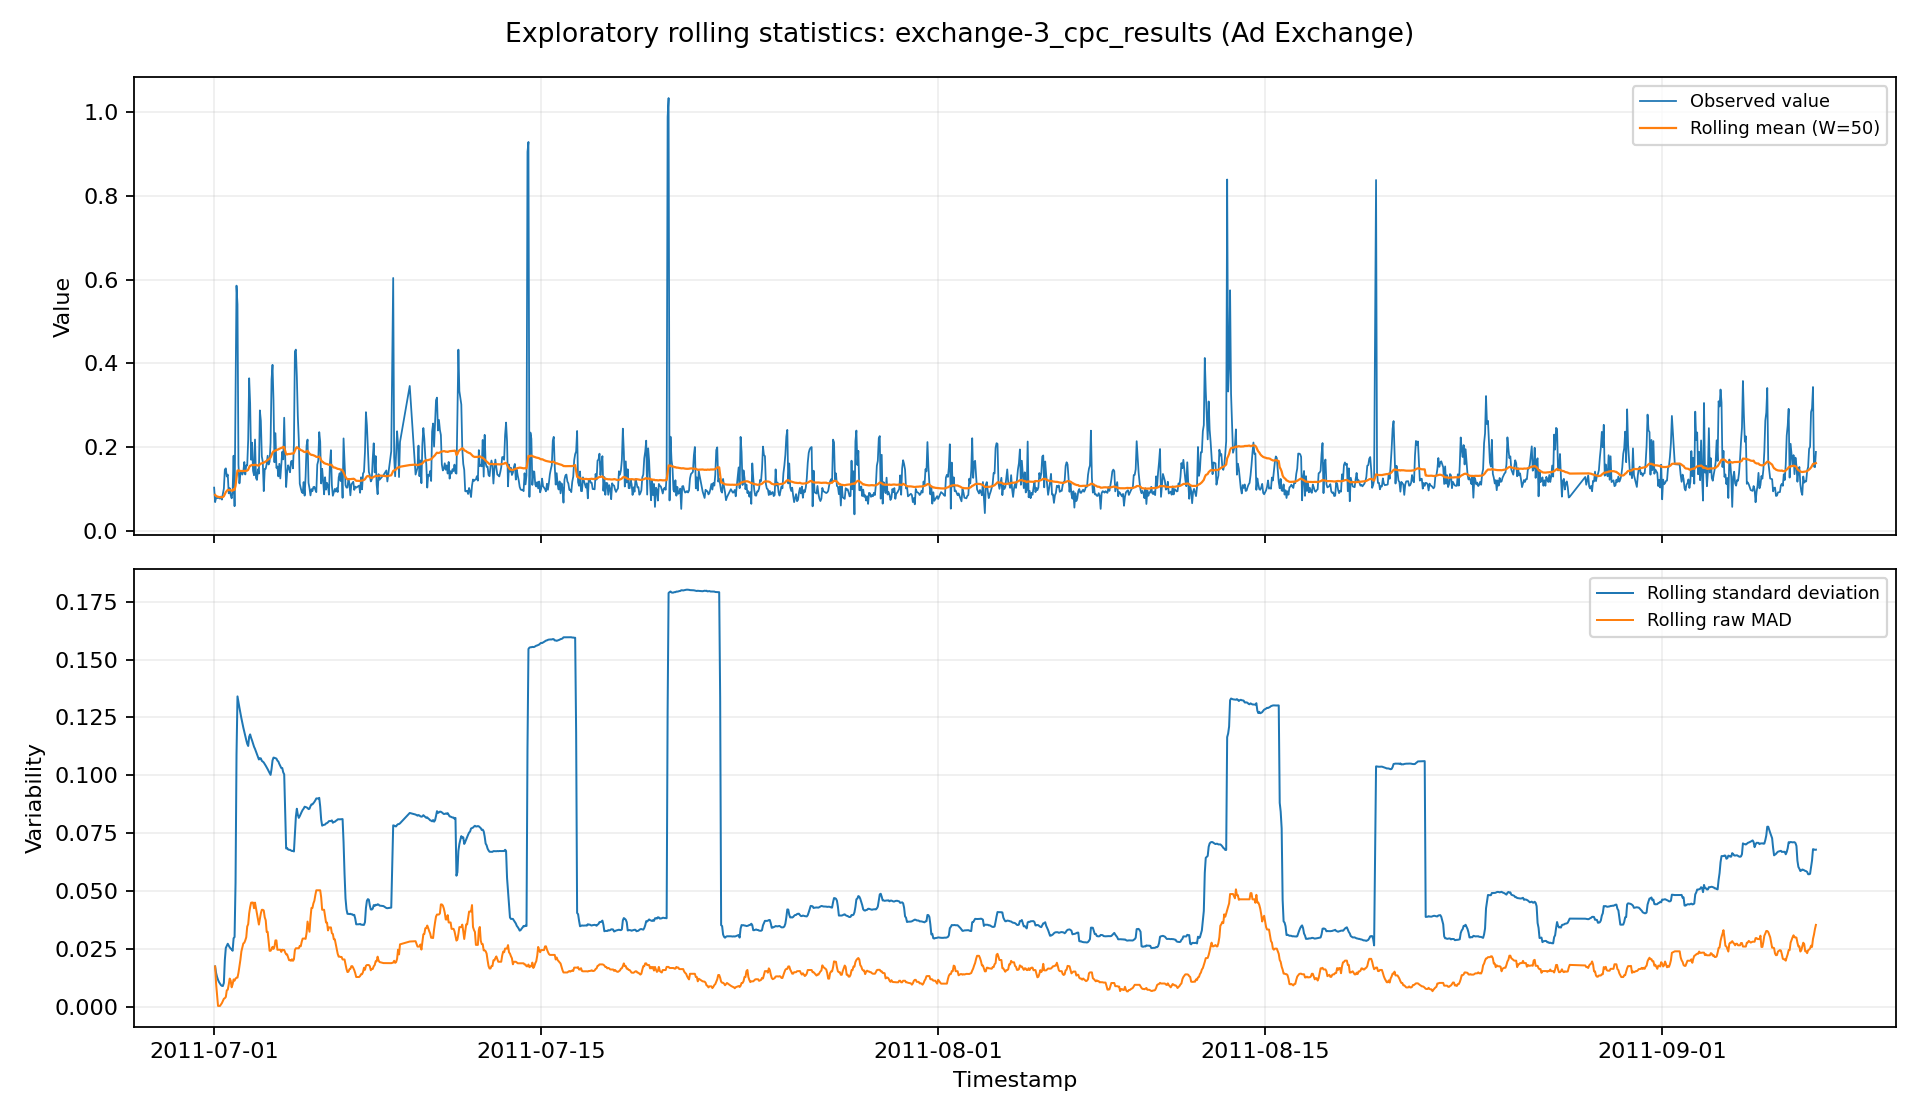 Exploratory rolling statistics: exchange-3_cpc_results (Ad Exchange)
Observed value
Rolling mean (W=50)
Value
1.0
0.8
0.6
0.4
0.2
0.0
Rolling standard deviation
Rolling raw MAD
Variability
0.175
0.150
0.125
0.100
0.075
0.050
0.025
0.000
2011-07-01
2011-07-15
2011-08-01
2011-08-15
2011-09-01
Timestamp